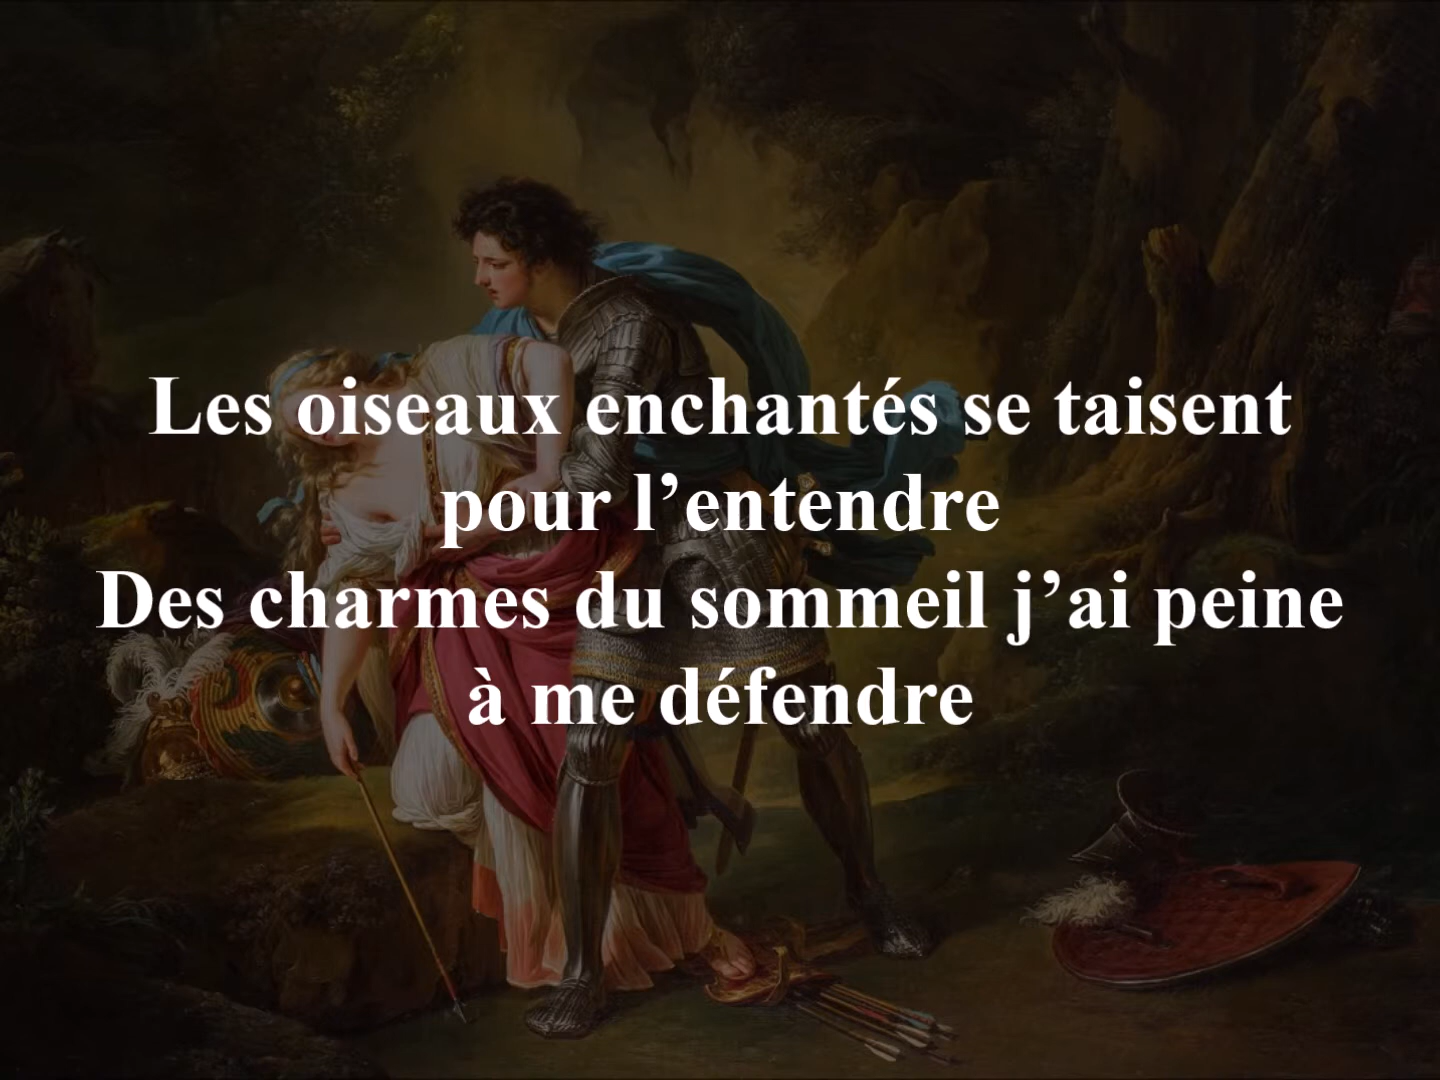 Les oiseaux enchantés se taisent
pour l’entendre
Des charmes du sommeil j’ai peine
à me défendre